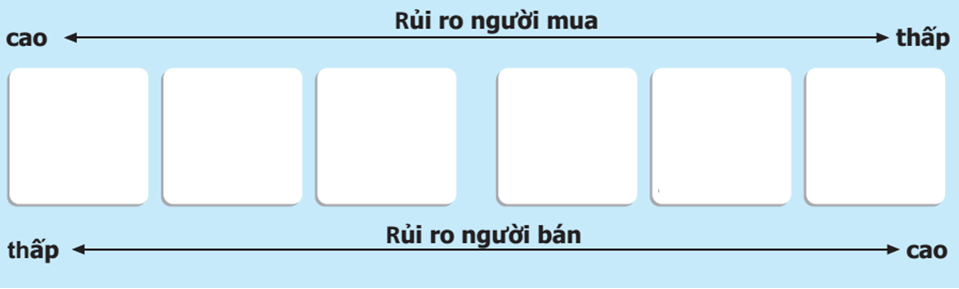 Rủi ro người mua
cao thấp
Rủi ro người bán
thấp cao